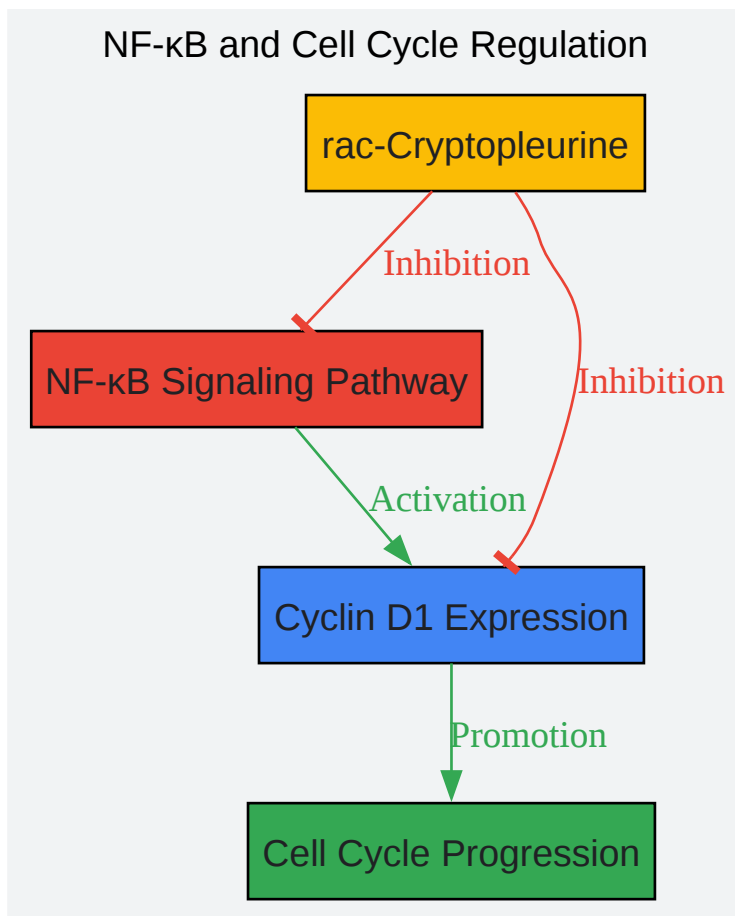 NF-κB and Cell Cycle Regulation
rac-Cryptopleurine
Inhibition
NF-κB Signaling Pathway
Inhibition
Activation
Cyclin D1 Expression
Promotion
Cell Cycle Progression